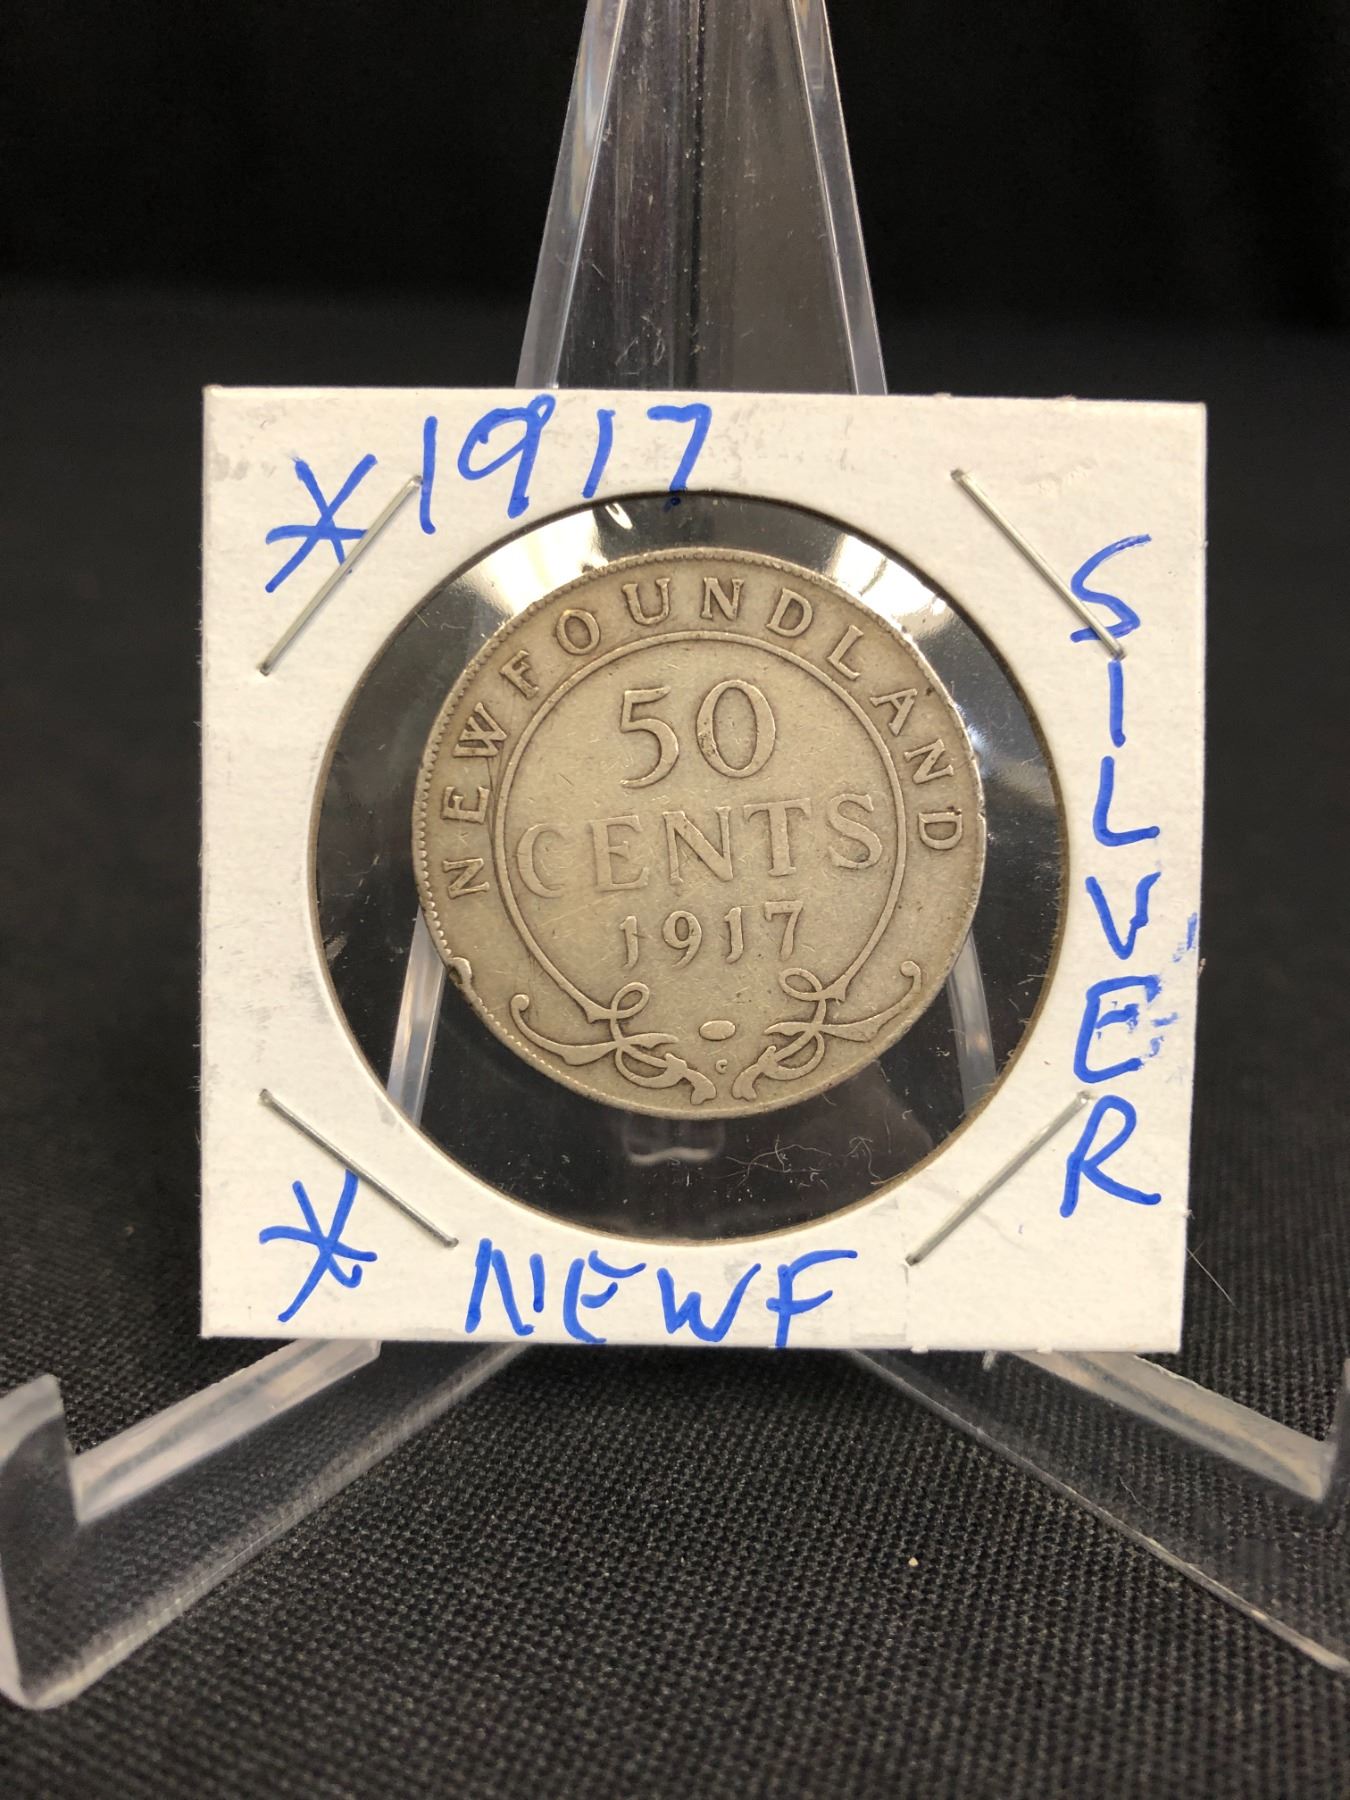 *1917
SILVER
NEWFOUNDLAND
50
CENTS
1917
C
* NEWF